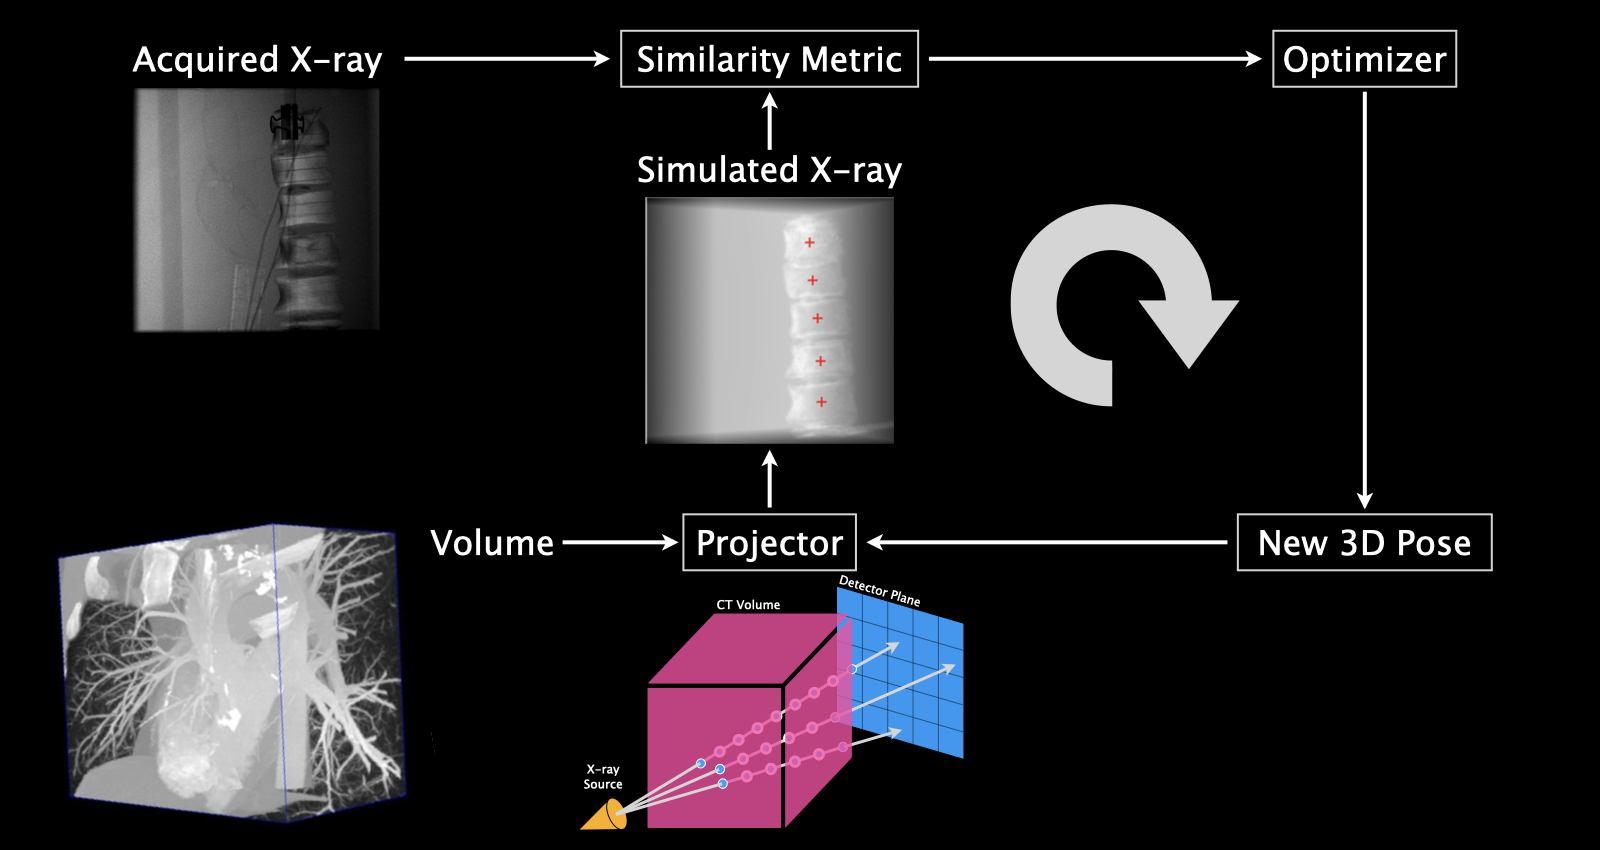 Acquired X-ray
Similarity Metric
Optimizer
Simulated X-ray
Volume
Projector
New 3D Pose
Detector Plane
CT Volume
X-ray
Source